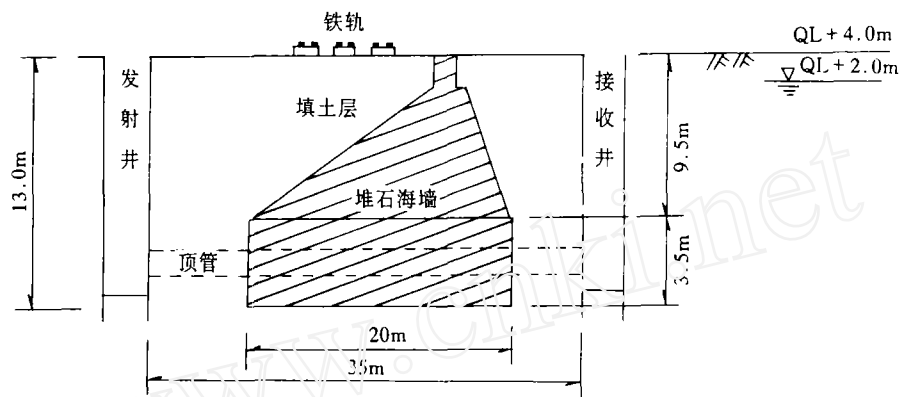 铁轨
QL+4.0m
QL+2.0m
发射井
填土层
接收井
13.0m
9.5m
堆石海墙
顶管
3.5m
20m
35m
www.cnki.net